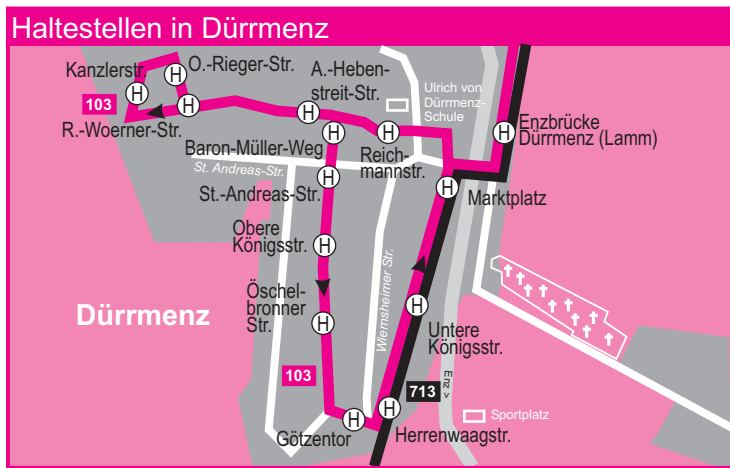 Haltestellen in Dürrmenz
Kanzlerstr.
O.-Rieger-Str.
H
H
103
H
R.-Woerner-Str.
A.-Heben-
streit-Str.
H
Ulrich von
Dürrmenz-
Schule
Enzbrücke
Dürrmenz (Lamm)
H
Baron-Müller-Weg
H
H
Reich-
mannstr.
St. Andreas-Str.
St.-Andreas-Str.
H
H
Marktplatz
Obere
Königsstr.
H
Öschel-
bronner
Str.
H
Dürrmenz
Wiernsheimer Str.
H
Untere
Königsstr.
103
713
Enz >
H
Götzentor
H
Herrenwaagstr.
Sportplatz